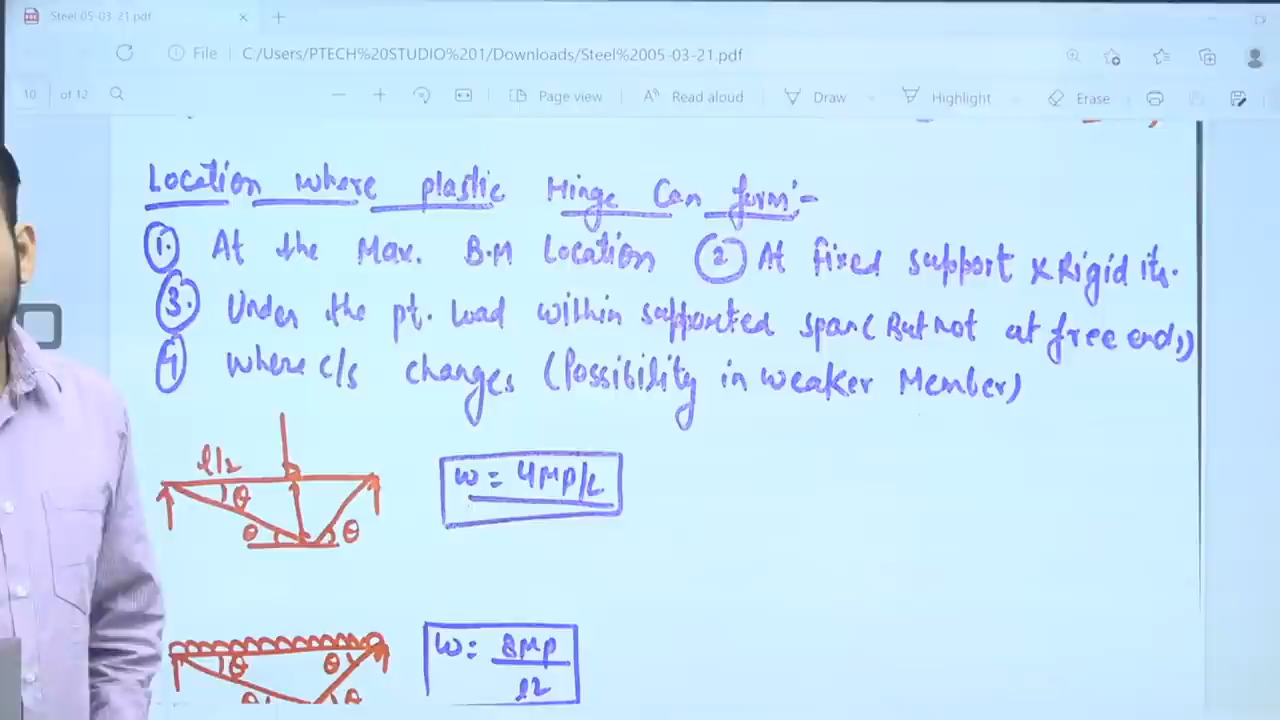 Steel 05-03-21.pdf
File C:/Users/PTECH%20STUDIO%201/Downloads/Steel%2005-03-21.pdf
10 of 12 Page view Read aloud Draw Highlight Erase
Location where plastic Hinge Can form:-
1. At the Max. B.M location 2 At fixed support & Rigid jts.
3. Under the pt. load within supported span (But not at free end,)
4 where c/s changes (Possibility in weaker Member)
l/2
θ
θ θ
w = 4Mp/L
θ θ
θ θ
w = 8Mp
l2